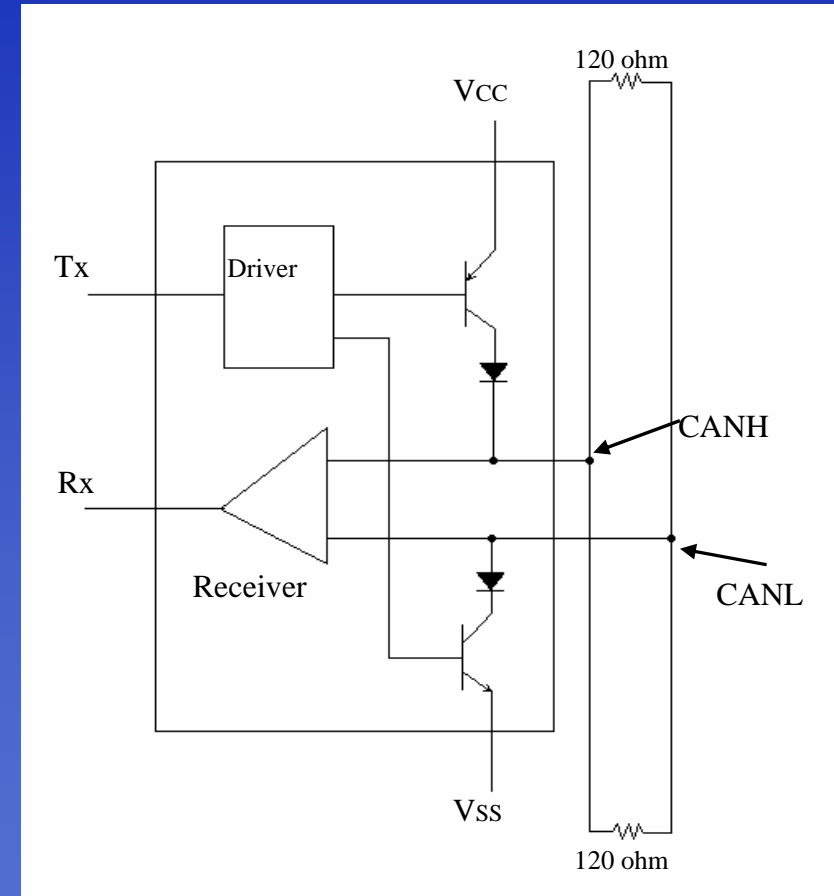 120 ohm
VCC
Tx
Driver
CANH
Rx
Receiver
CANL
VSS
120 ohm